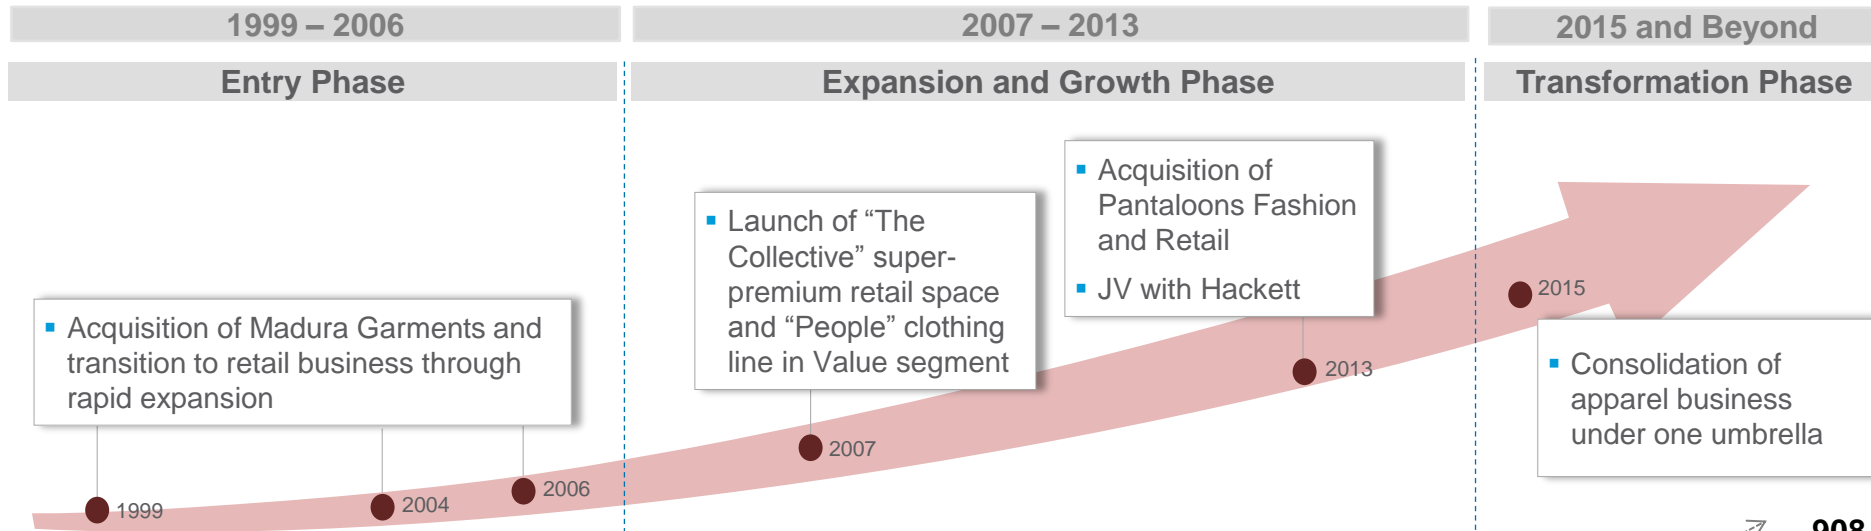 1999 – 2006
2007 – 2013
2015 and Beyond
Entry Phase
Expansion and Growth Phase
Transformation Phase
▪ Acquisition of Madura Garments and
transition to retail business through
rapid expansion
▪ Launch of “The
Collective” super-
premium retail space
and “People” clothing
line in Value segment
▪ Acquisition of
Pantaloons Fashion
and Retail
▪ JV with Hackett
▪ Consolidation of
apparel business
under one umbrella
1999
2004
2006
2007
2013
2015